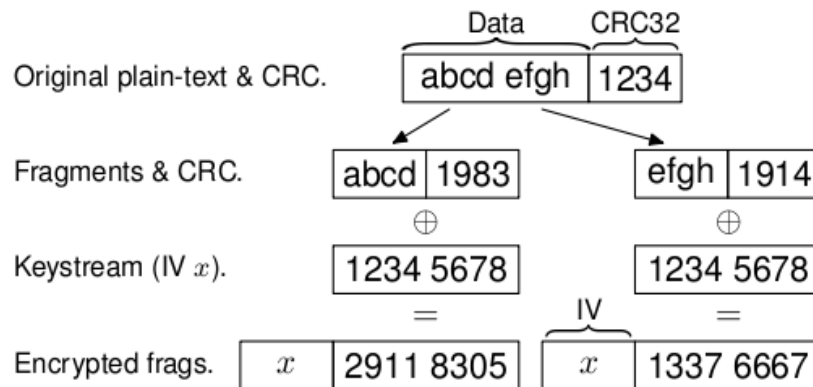 Data CRC32
Original plain-text & CRC. abcd efgh 1234
Fragments & CRC. abcd 1983 efgh 1914
⊕ ⊕
Keystream (IV x). 1234 5678 1234 5678
= IV =
Encrypted frags. x 2911 8305 x 1337 6667